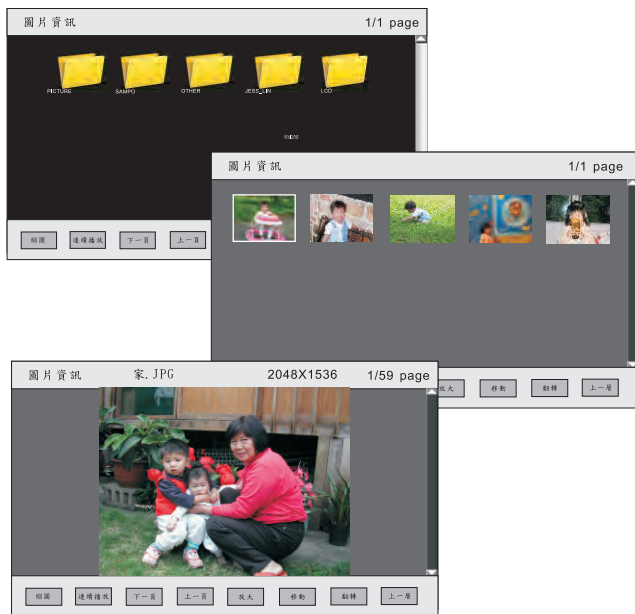 圖片資訊 1/1 page
PICTURE SAMPO OTHER JESS_LIN LOO
縮圖 連續播放 下一頁 上一頁
圖片資訊 1/1 page
放大 移動 翻轉 上一層
圖片資訊 家.JPG 2048X1536 1/59 page
縮圖 連續播放 下一頁 上一頁 放大 移動 翻轉 上一層